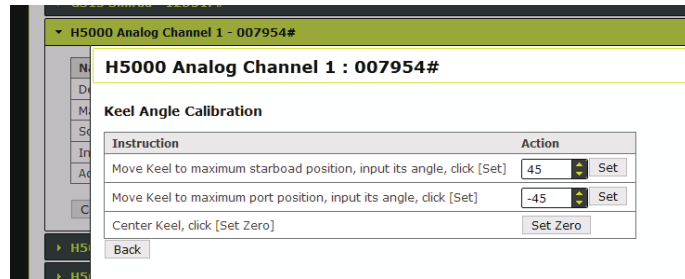 H5000 Analog Channel 1 - 007954#
H5000 Analog Channel 1 : 007954#
Keel Angle Calibration
Instruction Action
Move Keel to maximum starboad position, input its angle, click [Set] 45 Set
Move Keel to maximum port position, input its angle, click [Set] -45 Set
Center Keel, click [Set Zero] Set Zero
Back